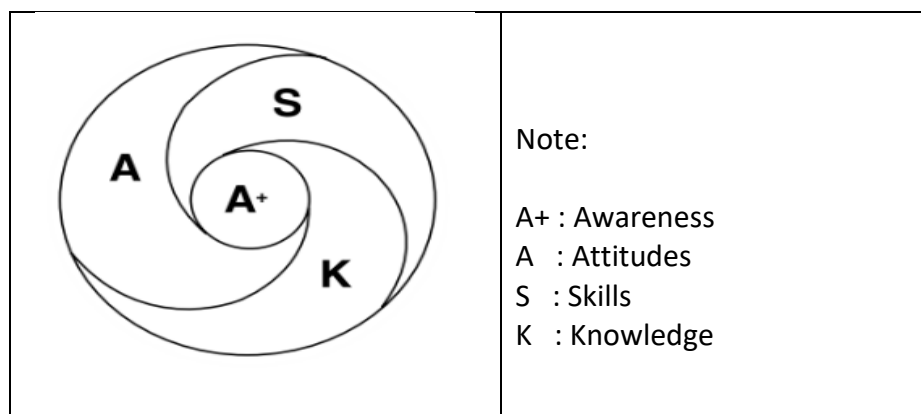 S
A
A+
K
Note:
A+ : Awareness
A : Attitudes
S : Skills
K : Knowledge